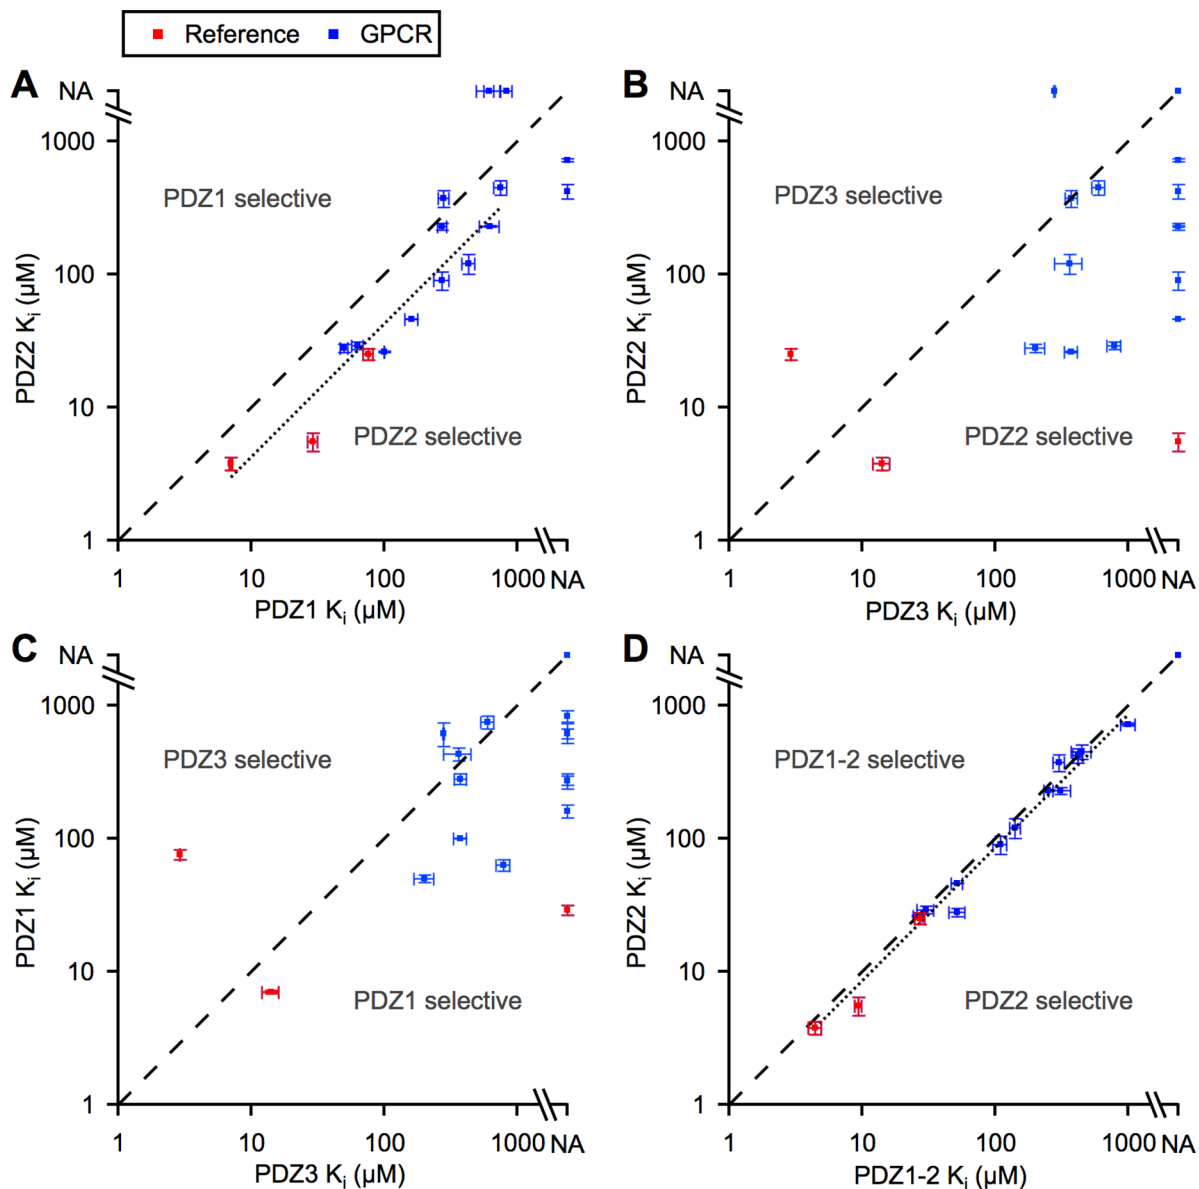 Reference GPCR
A
NA
1000
100
10
1
PDZ2 Ki (µM)
PDZ1 selective
PDZ2 selective
1 10 100 1000 NA
PDZ1 Ki (µM)
B
NA
1000
100
10
1
PDZ2 Ki (µM)
PDZ3 selective
PDZ2 selective
1 10 100 1000 NA
PDZ3 Ki (µM)
C
NA
1000
100
10
1
PDZ1 Ki (µM)
PDZ3 selective
PDZ1 selective
1 10 100 1000 NA
PDZ3 Ki (µM)
D
NA
1000
100
10
1
PDZ2 Ki (µM)
PDZ1-2 selective
PDZ2 selective
1 10 100 1000 NA
PDZ1-2 Ki (µM)